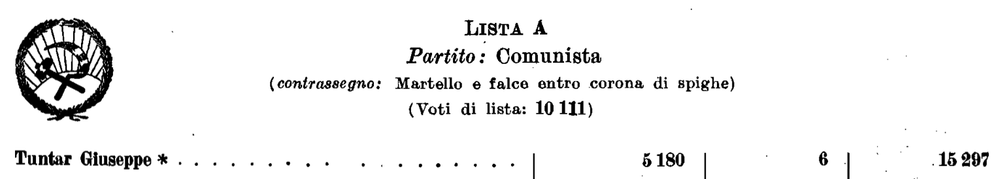 LISTA A
Partito: Comunista
(contrassegno: Martello e falce entro corona di spighe)
(Voti di lista: 10 111)
Tuntar Giuseppe * . . . . . . . . . . . . . . . . . . 5 180 | 6 | 15 297